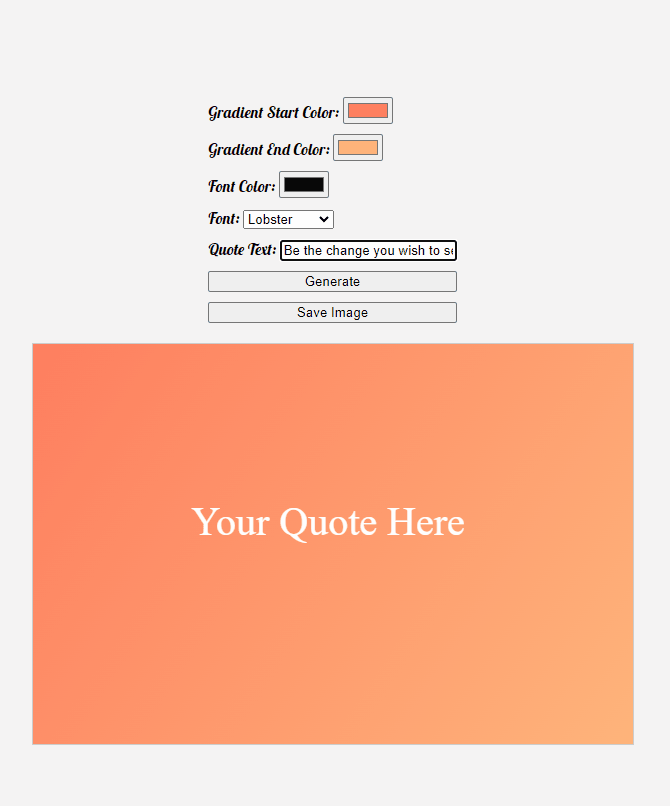 Gradient Start Color:
Gradient End Color:
Font Color:
Font: Lobster
Quote Text: Be the change you wish to s
Generate
Save Image
Your Quote Here